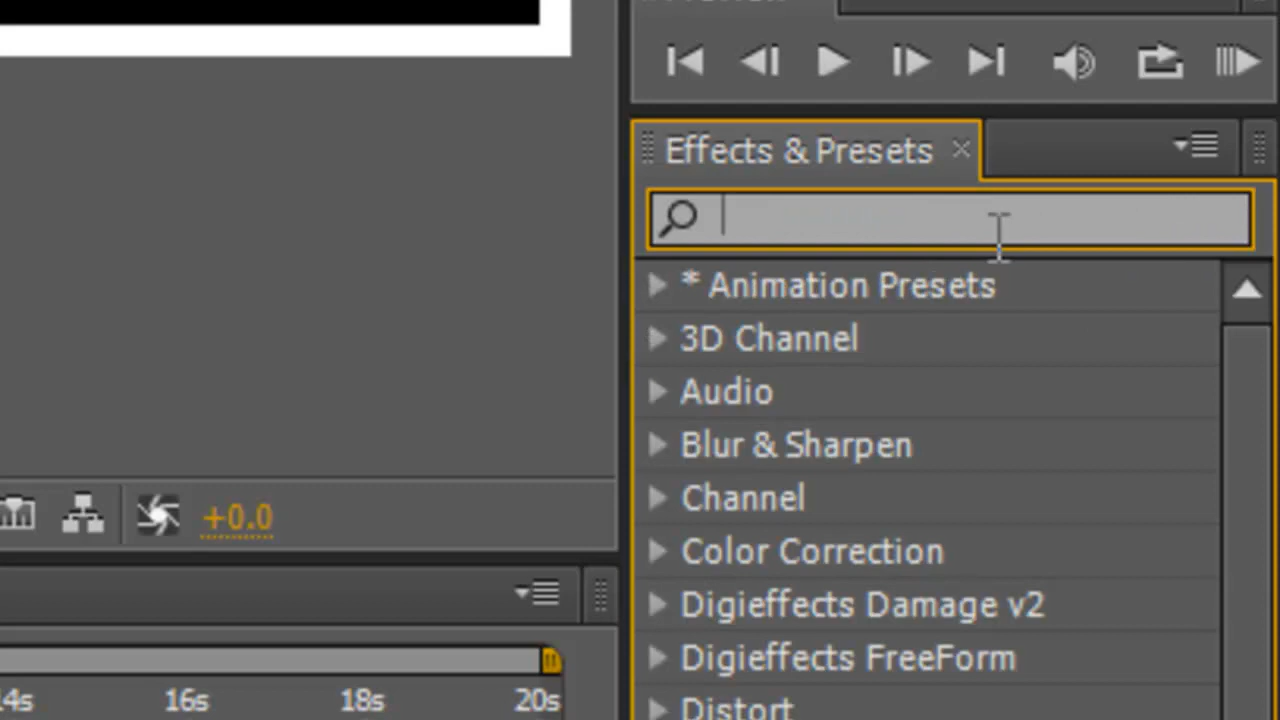 Effects & Presets
* Animation Presets
3D Channel
Audio
Blur & Sharpen
Channel
Color Correction
+0.0
Digieffects Damage v2
Digieffects FreeForm
Distort
16s 18s 20s